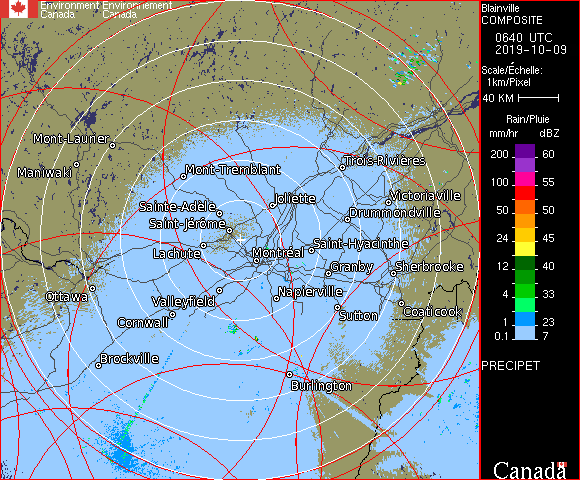 Environment Environnement
Canada Canada
Blainville
COMPOSITE
0640 UTC
2019-10-09
Scale/Échelle:
1km/Pixel
40 KM
Rain/Pluie
mm/hr dBZ
200 60
100 55
50 50
24 45
12 40
4 33
1 23
0.1 7
PRECIPET
Canada
Mont-Laurier
Maniwaki
Mont-Tremblant
Trois-Rivières
Sainte-Adèle
Joliette
Victoriaville
Saint-Jérôme
Drummondville
Lachute
Montréal
Saint-Hyacinthe
Granby
Sherbrooke
Ottawa
Valleyfield
Napierville
Cornwall
Sutton
Coaticook
Brockville
Burlington